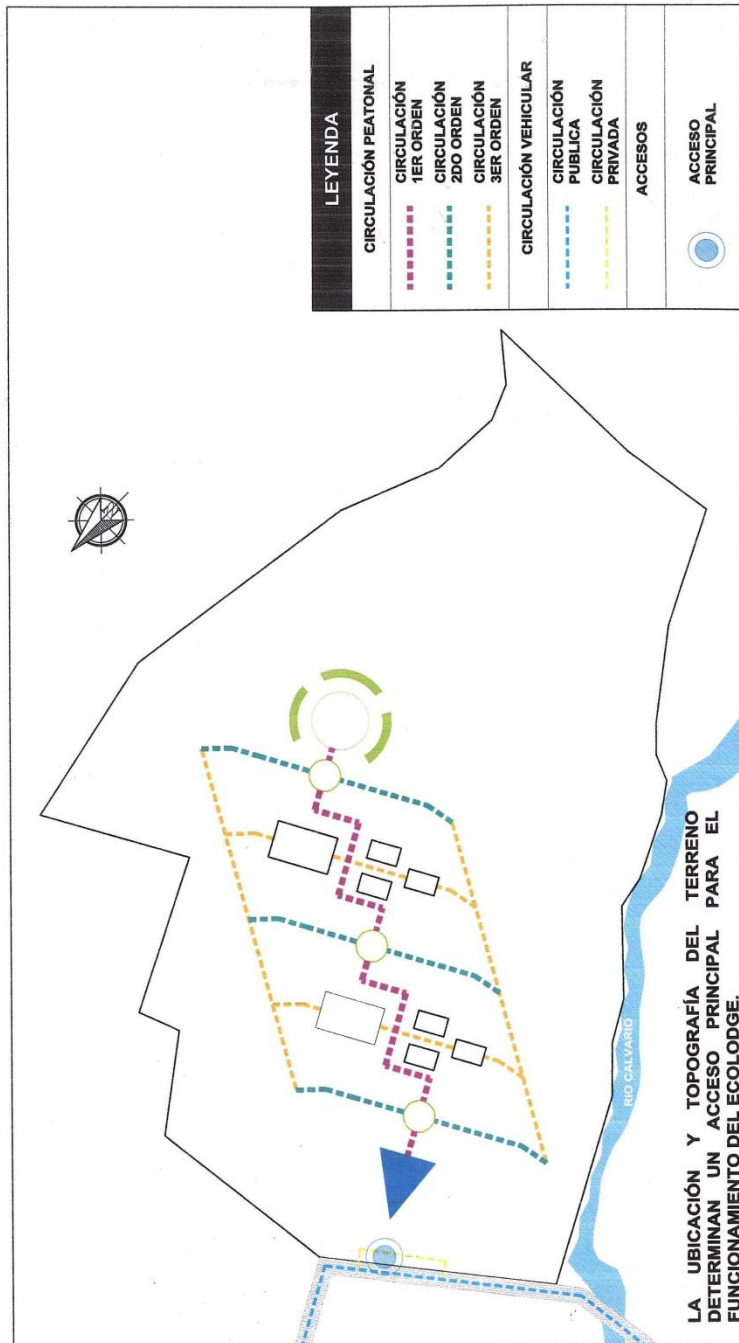 LEYENDA
CIRCULACIÓN PEATONAL
CIRCULACIÓN
1ER ORDEN
CIRCULACIÓN
2DO ORDEN
CIRCULACIÓN
3ER ORDEN
CIRCULACIÓN VEHICULAR
CIRCULACIÓN
PUBLICA
CIRCULACIÓN
PRIVADA
ACCESOS
ACCESO
PRINCIPAL
RIO CALVARIO
LA UBICACIÓN Y TOPOGRAFÍA DEL TERRENO
DETERMINAN UN ACCESO PRINCIPAL PARA EL
FUNCIONAMIENTO DEL ECOLODGE.